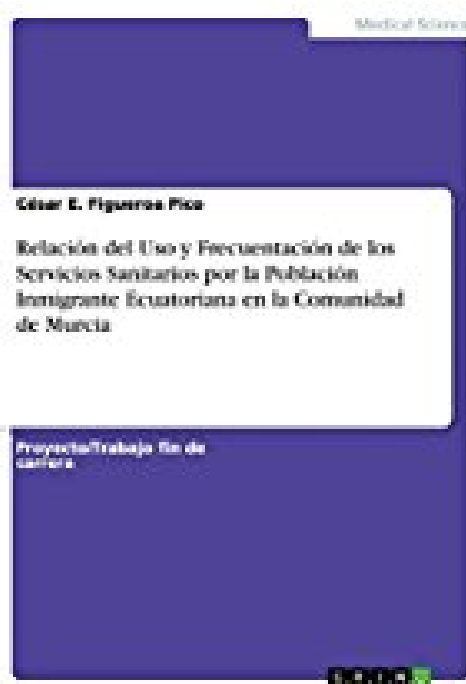 Medical Science
César E. Figueroa Pico
Relación del Uso y Frecuentación de los
Servicios Sanitarios por la Población
Inmigrante Ecuatoriana en la Comunidad
de Murcia
Proyecto/Trabajo fin de
carrera
GRIN